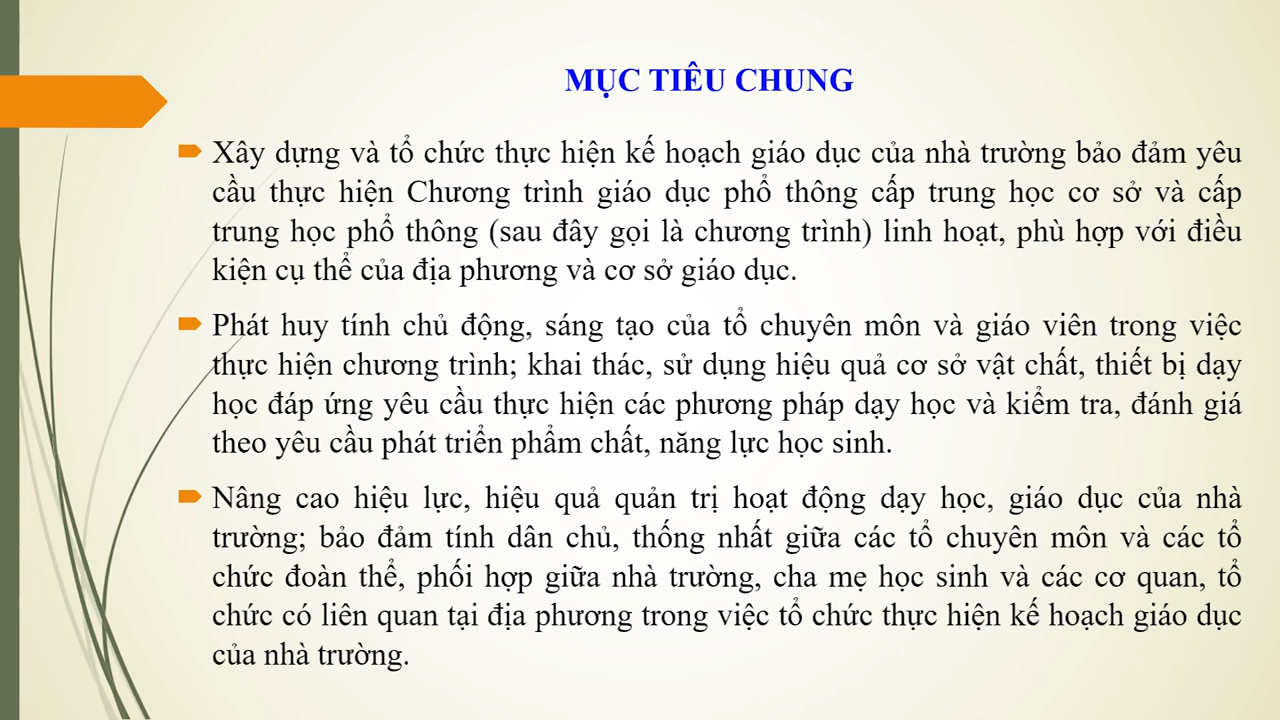 MỤC TIÊU CHUNG
Xây dựng và tổ chức thực hiện kế hoạch giáo dục của nhà trường bảo đảm yêu
cầu thực hiện Chương trình giáo dục phổ thông cấp trung học cơ sở và cấp
trung học phổ thông (sau đây gọi là chương trình) linh hoạt, phù hợp với điều
kiện cụ thể của địa phương và cơ sở giáo dục.
Phát huy tính chủ động, sáng tạo của tổ chuyên môn và giáo viên trong việc
thực hiện chương trình; khai thác, sử dụng hiệu quả cơ sở vật chất, thiết bị dạy
học đáp ứng yêu cầu thực hiện các phương pháp dạy học và kiểm tra, đánh giá
theo yêu cầu phát triển phẩm chất, năng lực học sinh.
Nâng cao hiệu lực, hiệu quả quản trị hoạt động dạy học, giáo dục của nhà
trường; bảo đảm tính dân chủ, thống nhất giữa các tổ chuyên môn và các tổ
chức đoàn thể, phối hợp giữa nhà trường, cha mẹ học sinh và các cơ quan, tổ
chức có liên quan tại địa phương trong việc tổ chức thực hiện kế hoạch giáo dục
của nhà trường.